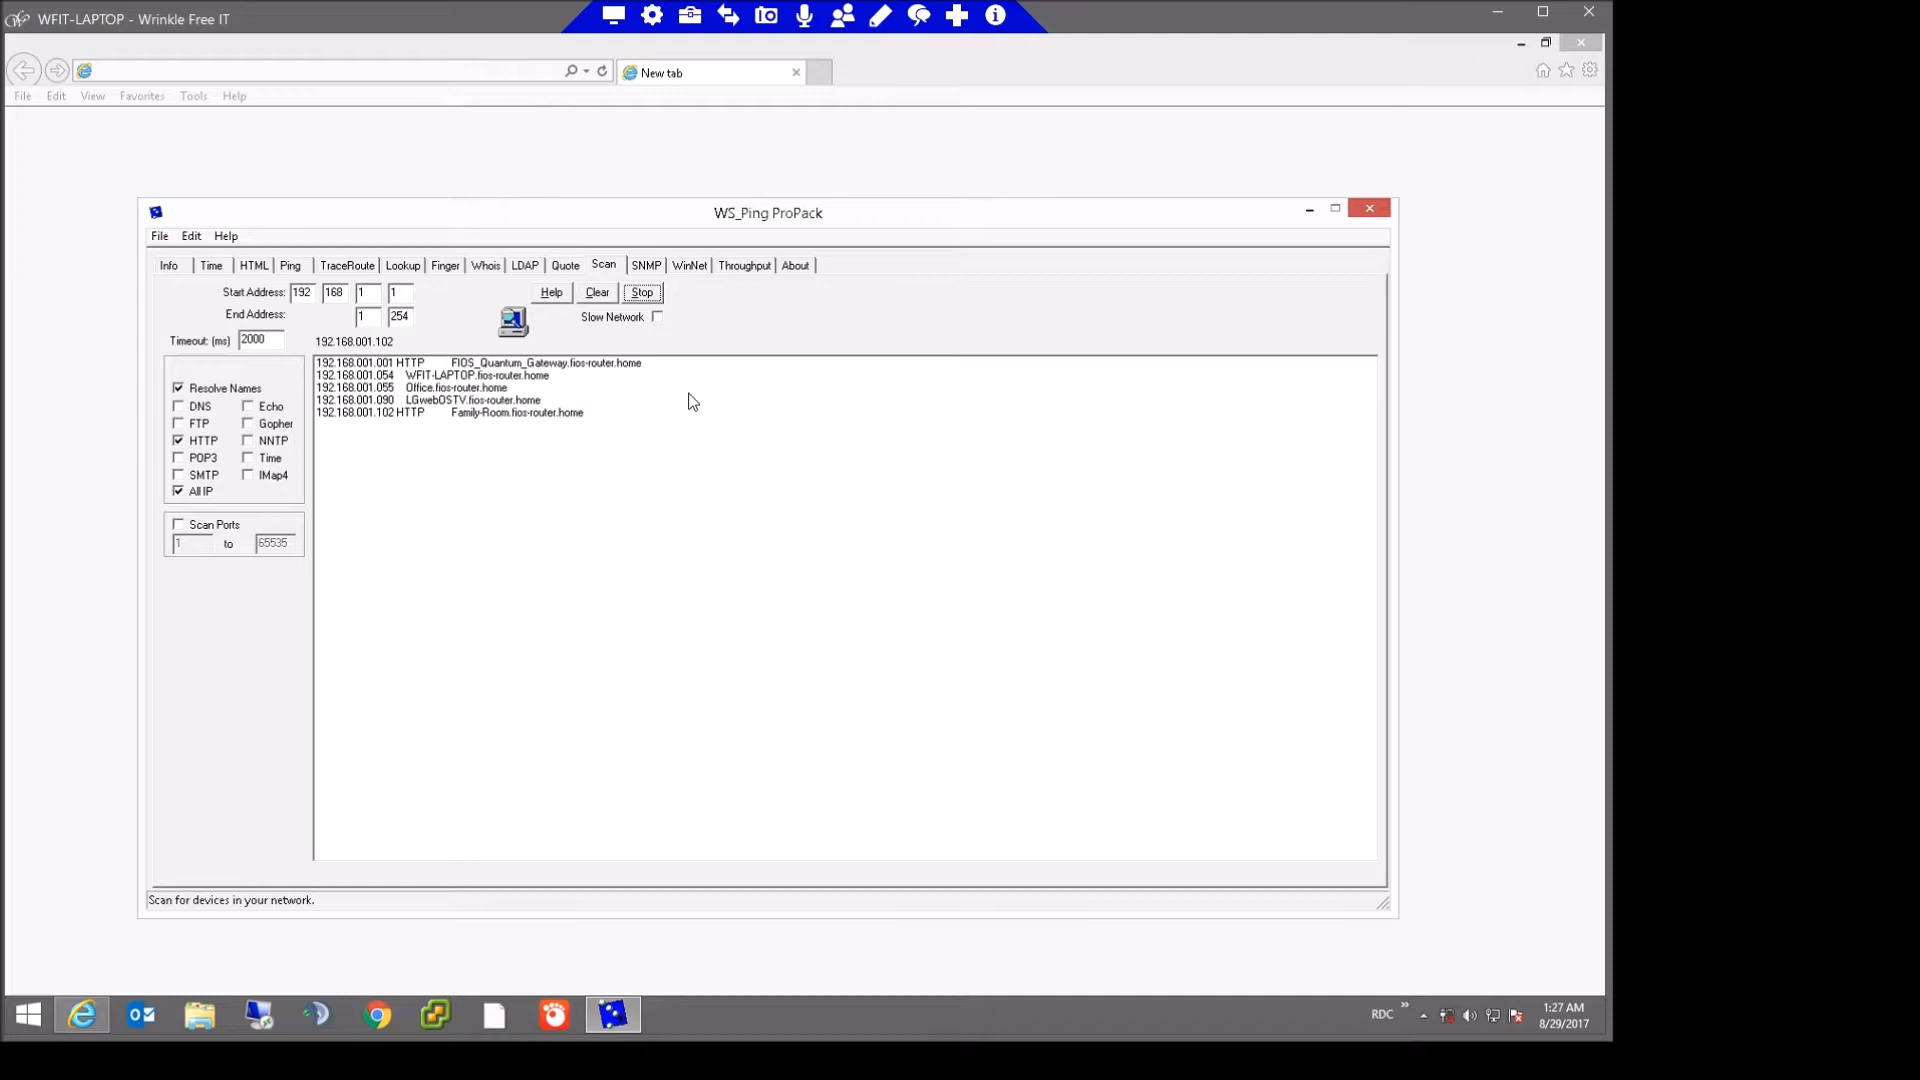 WFIT-LAPTOP - Wrinkle Free IT
New tab
File Edit View Favorites Tools Help
WS_Ping ProPack
File Edit Help
Info Time HTML Ping TraceRoute Lookup Finger Whois LDAP Quote Scan SNMP WinNet Throughput About
Start Address: 192 168 1 1 Help Clear Stop
End Address: 1 254 Slow Network
Timeout: (ms) 2000 192.168.001.102
192.168.001.001 HTTP FIOS_Quantum_Gateway.fios-router.home
192.168.001.054 WFIT-LAPTOP.fios-router.home
192.168.001.055 Office.fios-router.home
192.168.001.090 LGwebOSTV.fios-router.home
192.168.001.102 HTTP Family-Room.fios-router.home
Resolve Names
DNS Echo
FTP Gopher
HTTP NNTP
POP3 Time
SMTP IMap4
All IP
Scan Ports
1 to 65535
Scan for devices in your network.
RDC
1:27 AM
8/29/2017